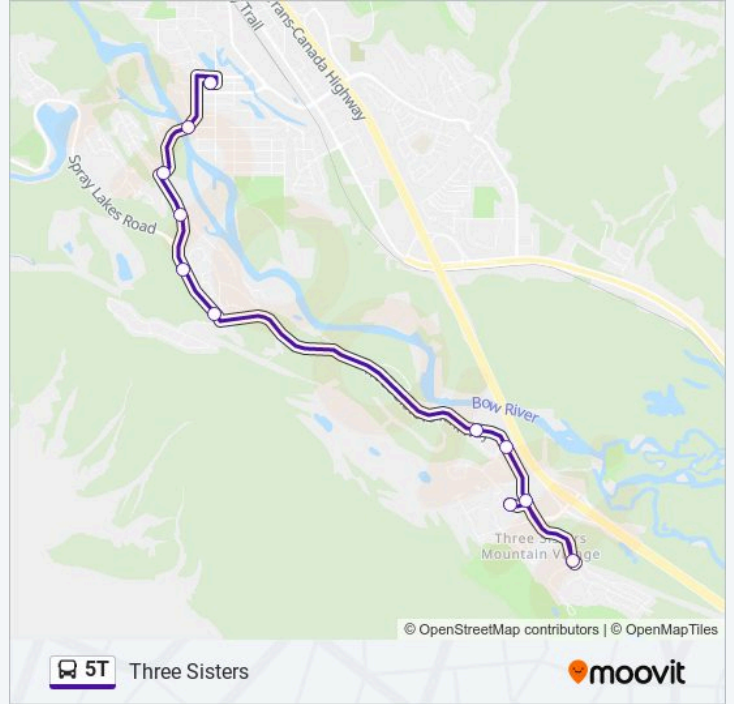 Trail
Trans-Canada Highway
Spray Lakes Road
Bow River
Three Sisters
Mountain Village
© OpenStreetMap contributors | © OpenMapTiles
5T Three Sisters
moovit